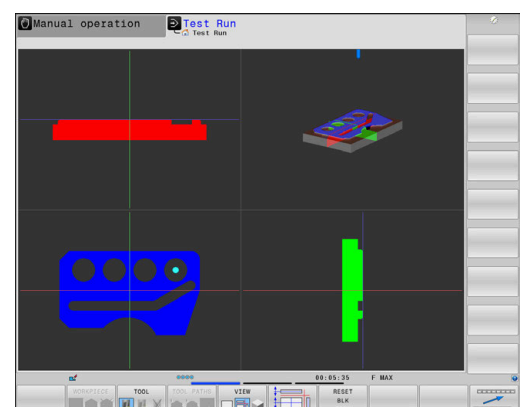 Manual operation
Test Run
Test Run
00:05:35 F MAX
WORKPIECE TOOL TOOL PATHS VIEW RESET
BLK